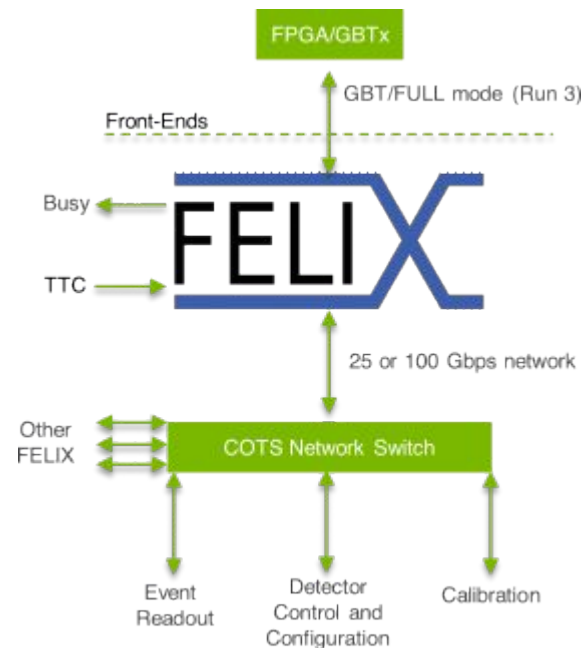 FPGA/GBTx
GBT/FULL mode (Run 3)
Front-Ends
Busy
FELIX
TTC
25 or 100 Gbps network
Other
FELIX
COTS Network Switch
Event
Readout
Detector
Control and
Configuration
Calibration